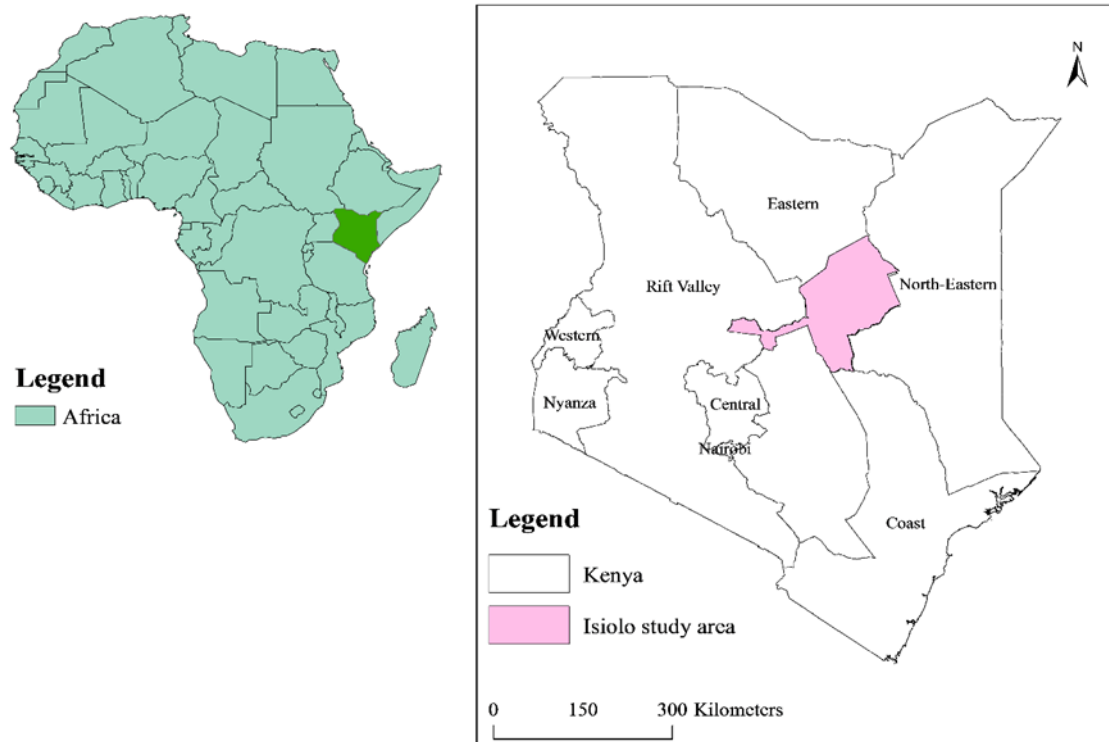 Legend
Africa
N
Eastern
Rift Valley
North-Eastern
Western
Nyanza
Central
Nairobi
Coast
Legend
Kenya
Isiolo study area
0 150 300 Kilometers